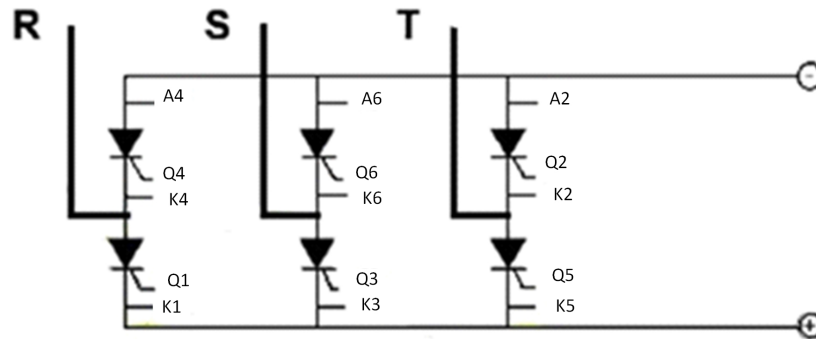 R S T
-
A4 A6 A2
Q4 Q6 Q2
K4 K6 K2
Q1 Q3 Q5
K1 K3 K5
+